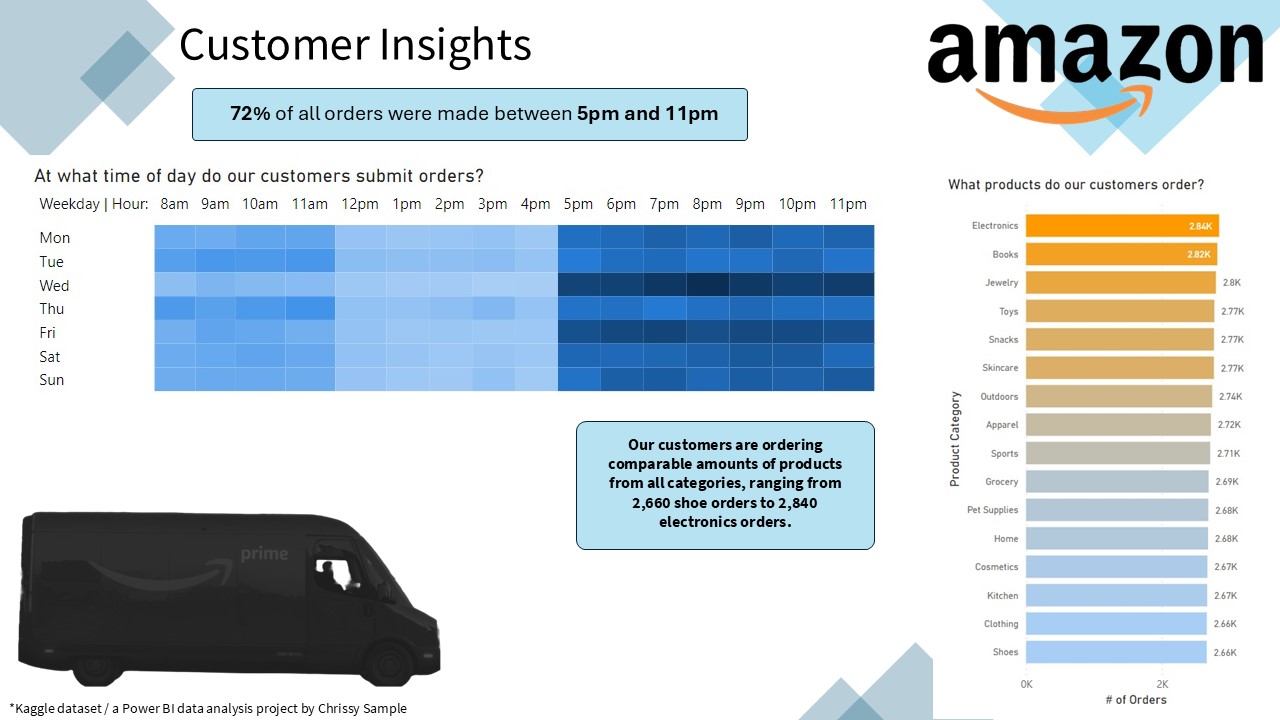 Customer Insights
amazon
72% of all orders were made between 5pm and 11pm
At what time of day do our customers submit orders?
Weekday | Hour: 8am 9am 10am 11am 12pm 1pm 2pm 3pm 4pm 5pm 6pm 7pm 8pm 9pm 10pm 11pm
Mon
Tue
Wed
Thu
Fri
Sat
Sun
Our customers are ordering
comparable amounts of products
from all categories, ranging from
2,660 shoe orders to 2,840
electronics orders.
prime
*Kaggle dataset / a Power BI data analysis project by Chrissy Sample
What products do our customers order?
Product Category
Electronics 2.84K
Books 2.82K
Jewelry 2.8K
Toys 2.77K
Snacks 2.77K
Skincare 2.77K
Outdoors 2.74K
Apparel 2.72K
Sports 2.71K
Grocery 2.69K
Pet Supplies 2.68K
Home 2.68K
Cosmetics 2.67K
Kitchen 2.67K
Clothing 2.66K
Shoes 2.66K
0K 2K
# of Orders